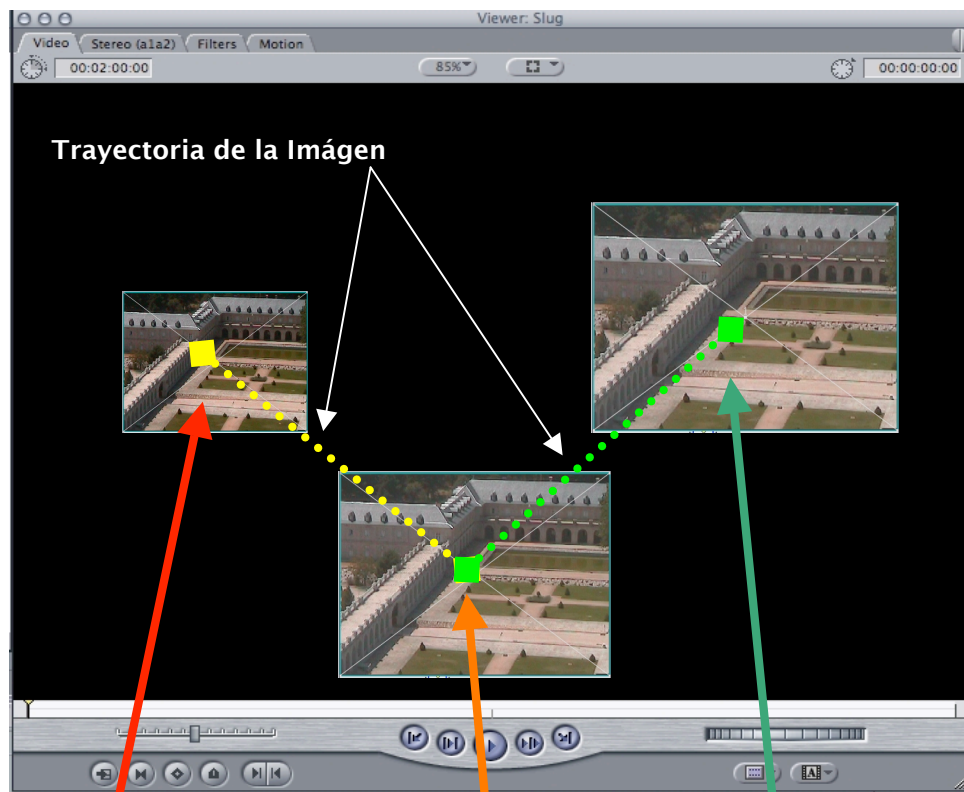 Viewer: Slug
Video Stereo (a1a2) Filters Motion
00:02:00:00 85% 00:00:00:00
Trayectoria de la Imágen
A